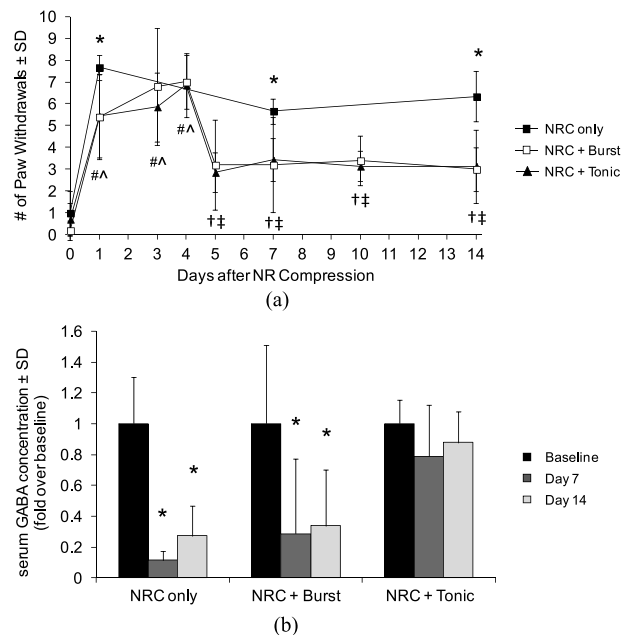 # of Paw Withdrawals ± SD
10
9
8
7
6
5
4
3
2
1
0
* * *
#^ #^ #^
†‡ †‡ †‡ †‡
0 1 2 3 4 5 6 7 8 9 10 11 12 13 14
Days after NR Compression
NRC only
NRC + Burst
NRC + Tonic
(a)
serum GABA concentration ± SD
(fold over baseline)
1.6
1.4
1.2
1
0.8
0.6
0.4
0.2
0
* * * *
NRC only NRC + Burst NRC + Tonic
Baseline
Day 7
Day 14
(b)